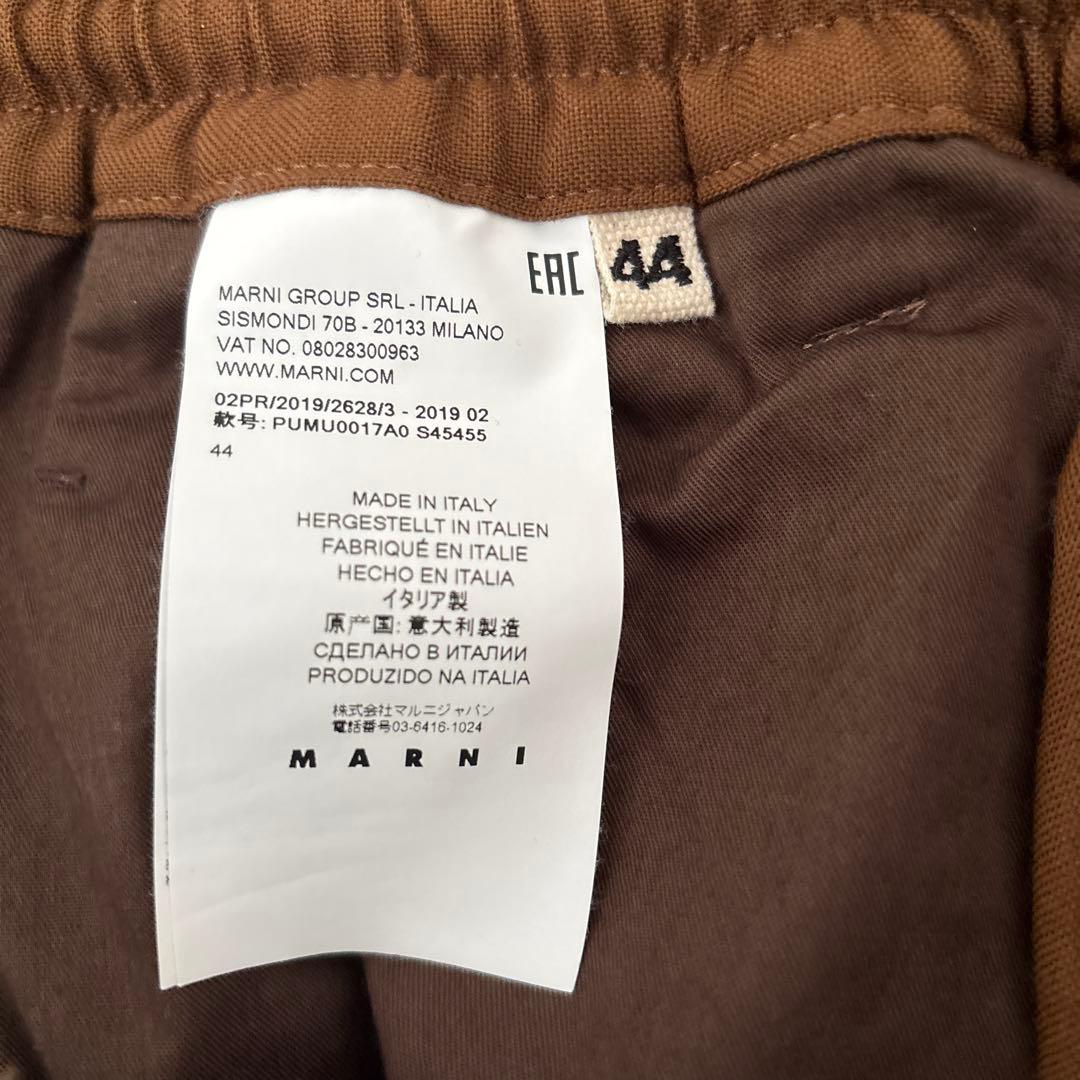 EAC
44
MARNI GROUP SRL - ITALIA
SISMONDI 70B - 20133 MILANO
VAT NO. 08028300963
WWW.MARNI.COM
02PR/2019/2628/3 - 2019 02
款号: PUMU0017A0 S45455
44
MADE IN ITALY
HERGESTELLT IN ITALIEN
FABRIQUÉ EN ITALIE
HECHO EN ITALIA
イタリア製
原产国: 意大利製造
СДЕЛАНО В ИТАЛИИ
PRODUZIDO NA ITALIA
株式会社マルニジャパン
電話番号03-6416-1024
MARNI